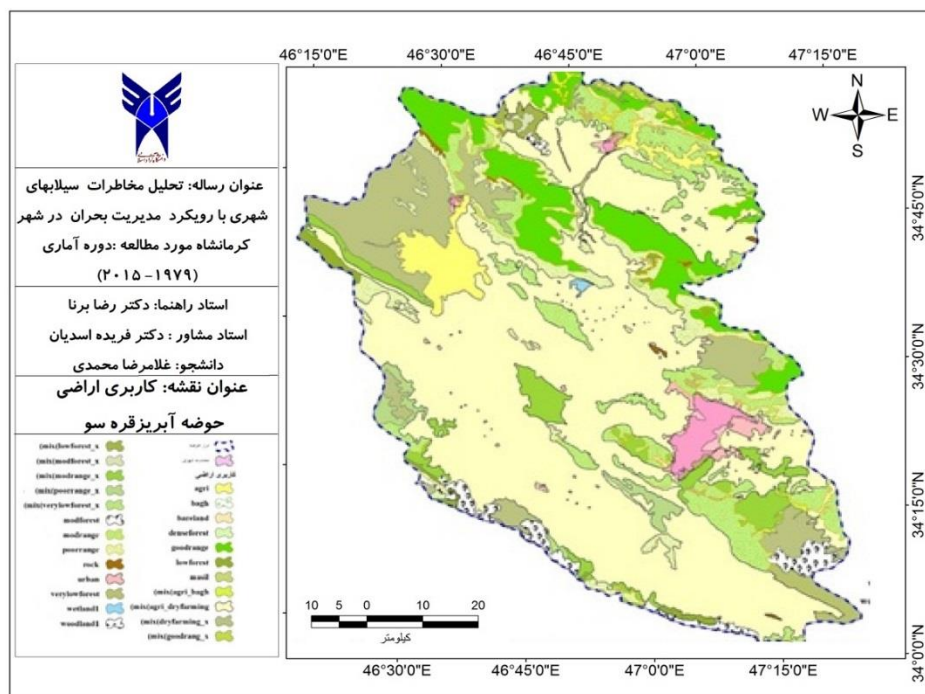 46°15'0"E 46°30'0"E 46°45'0"E 47°0'0"E 47°15'0"E
N
W E
S
34°45'0"N
34°30'0"N
34°15'0"N
34°0'0"N
عنوان رساله: تحلیل مخاطرات سیلابهای
شهری با رویکرد مدیریت بحران در شهر
کرمانشاه مورد مطالعه :دوره آماری
(۱۹۷۹- ۲۰۱۵)
استاد راهنما: دکتر رضا برنا
استاد مشاور : دکتر فریده اسدیان
دانشجو: غلامرضا محمدی
عنوان نقشه: کاربری اراضی
حوضه آبریزقره سو
کاربری اراضی
agri
bagh
bareland
denseforest
goodrange
lowforest
masil
(mix(agri_bagh
(mix(agri_dryfarming
(mix(dryfarming_x
(mix(goodrang_x
(mix(lowforest_x
(mix(modforest_x
(mix(modrange_x
(mix(poorrange_x
(mix(verylowforest_x
modforest
modrange
poorrange
rock
urban
verylowforest
wetland1
woodland1
10 5 0 10 20
کیلومتر
46°30'0"E 46°45'0"E 47°0'0"E 47°15'0"E